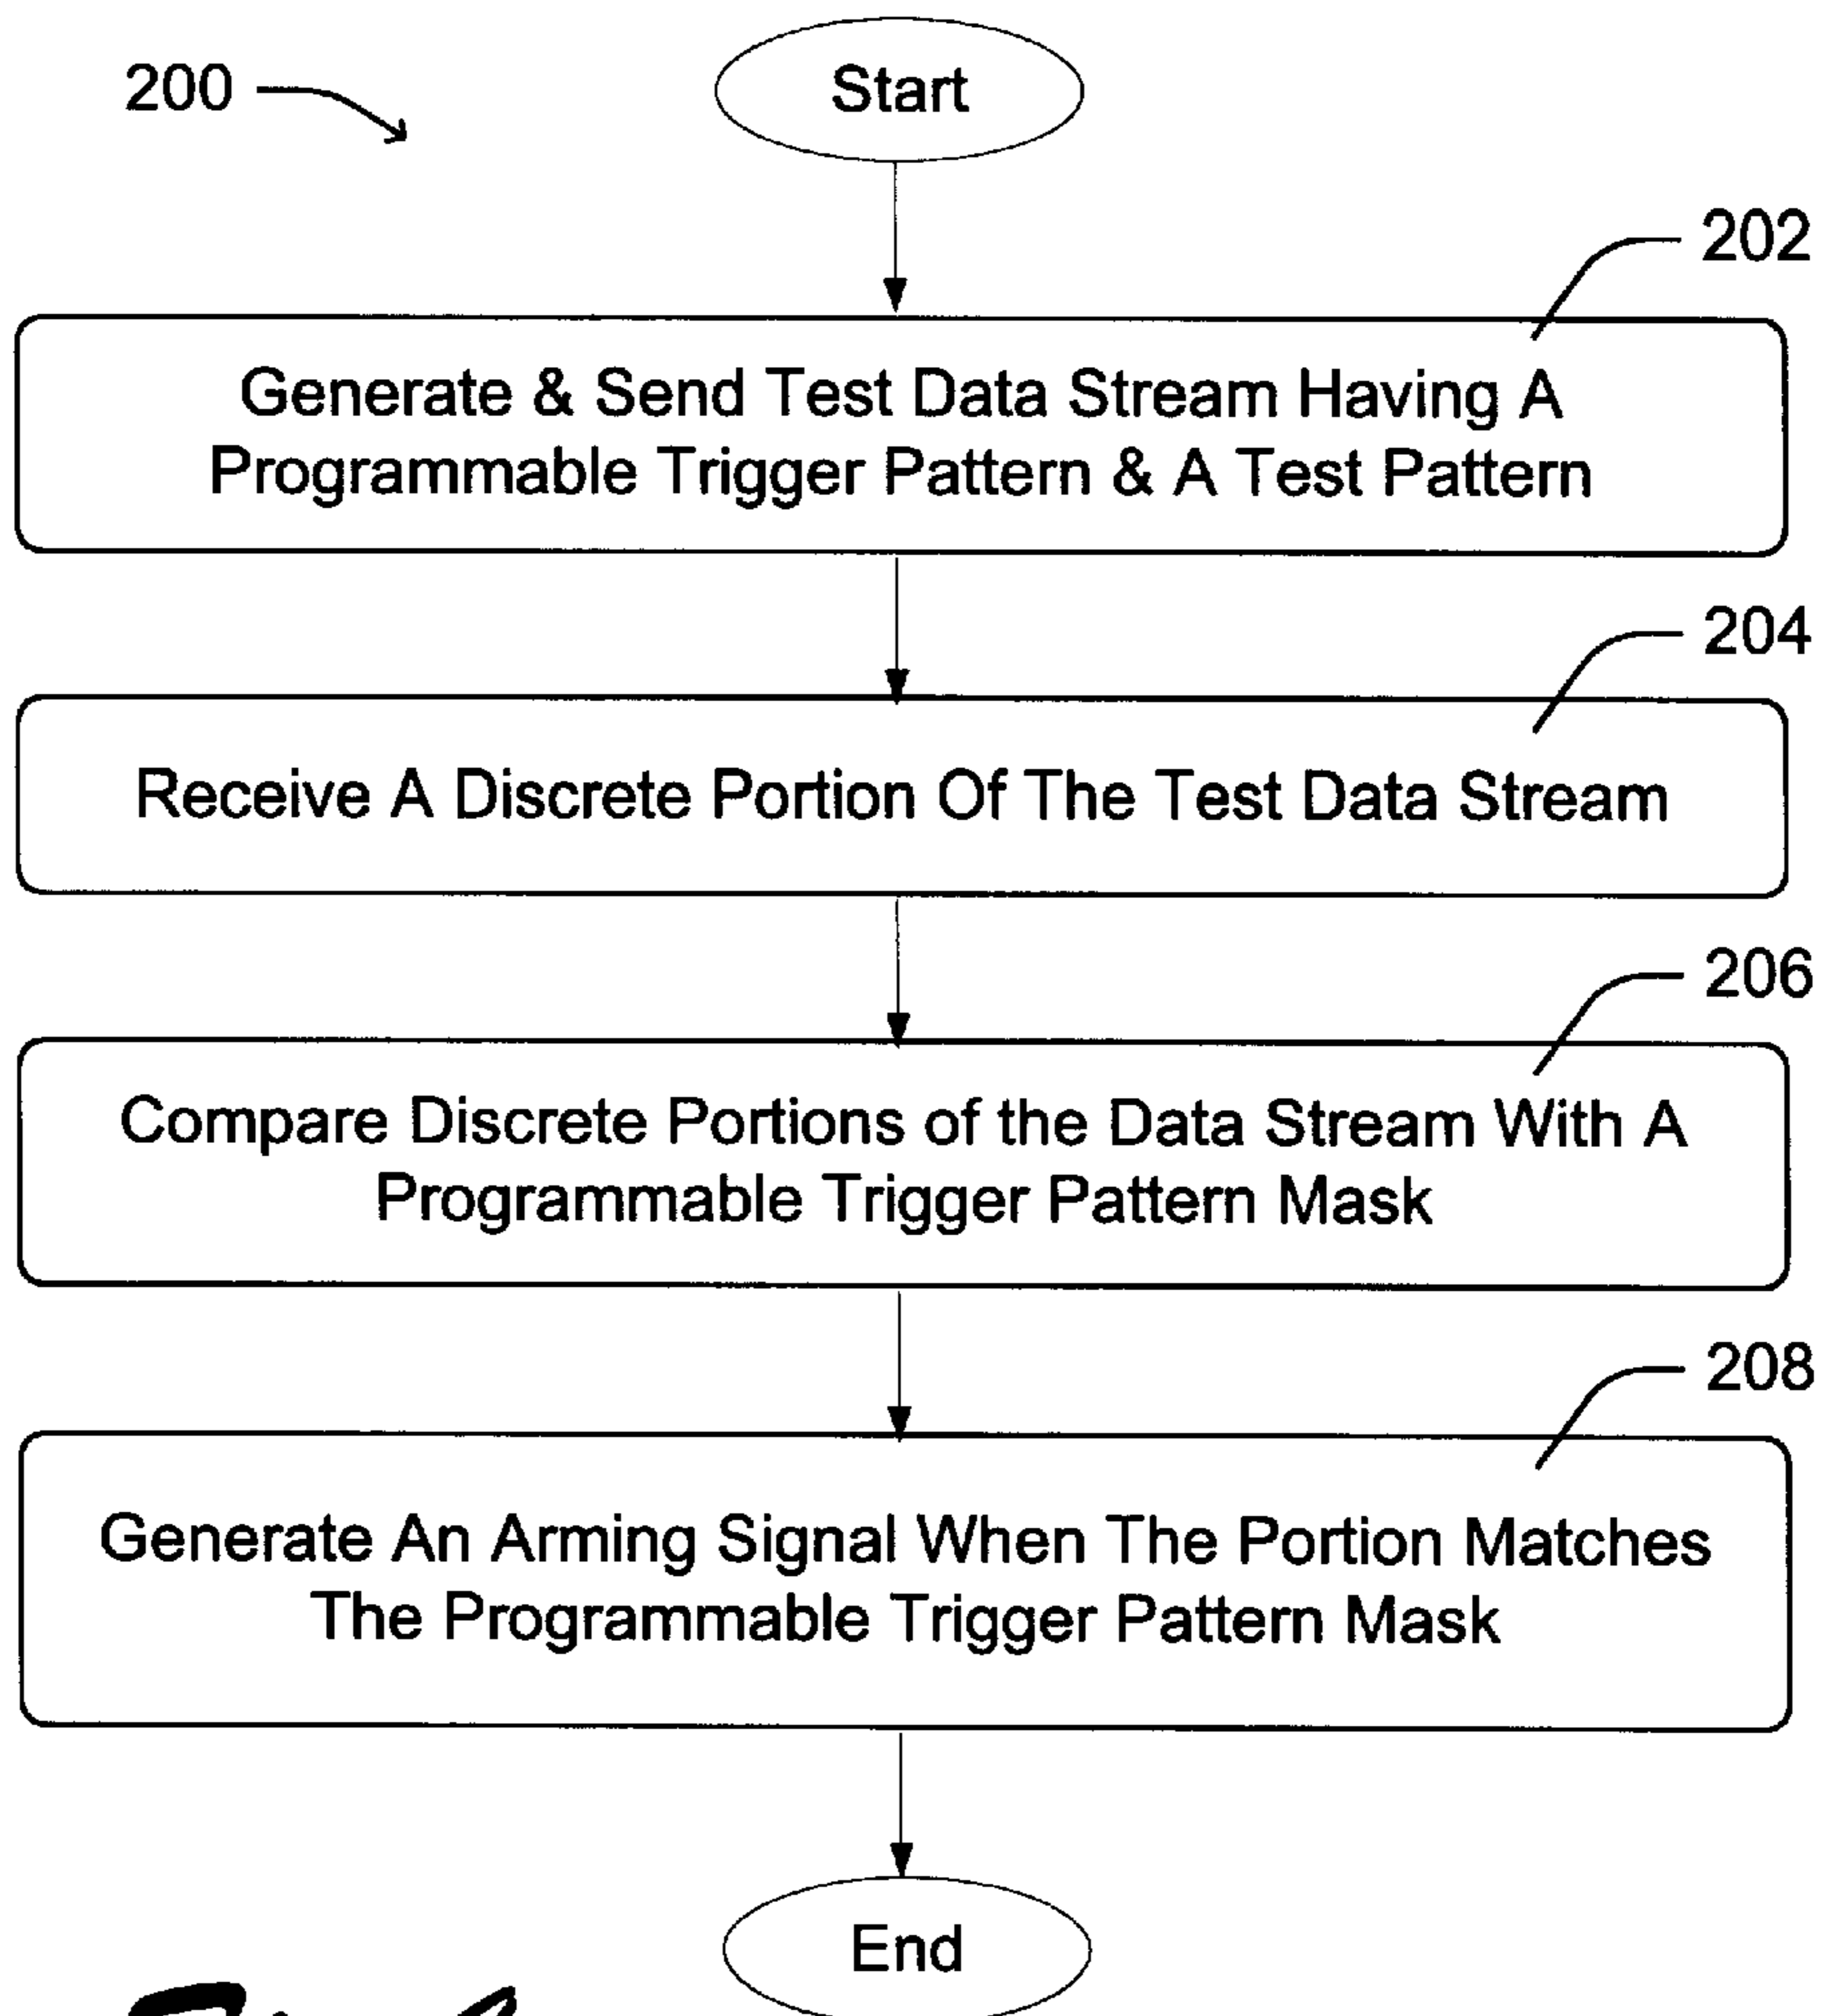 200
Start
202
Generate & Send Test Data Stream Having A
Programmable Trigger Pattern & A Test Pattern
204
Receive A Discrete Portion Of The Test Data Stream
206
Compare Discrete Portions of the Data Stream With A
Programmable Trigger Pattern Mask
208
Generate An Arming Signal When The Portion Matches
The Programmable Trigger Pattern Mask
End